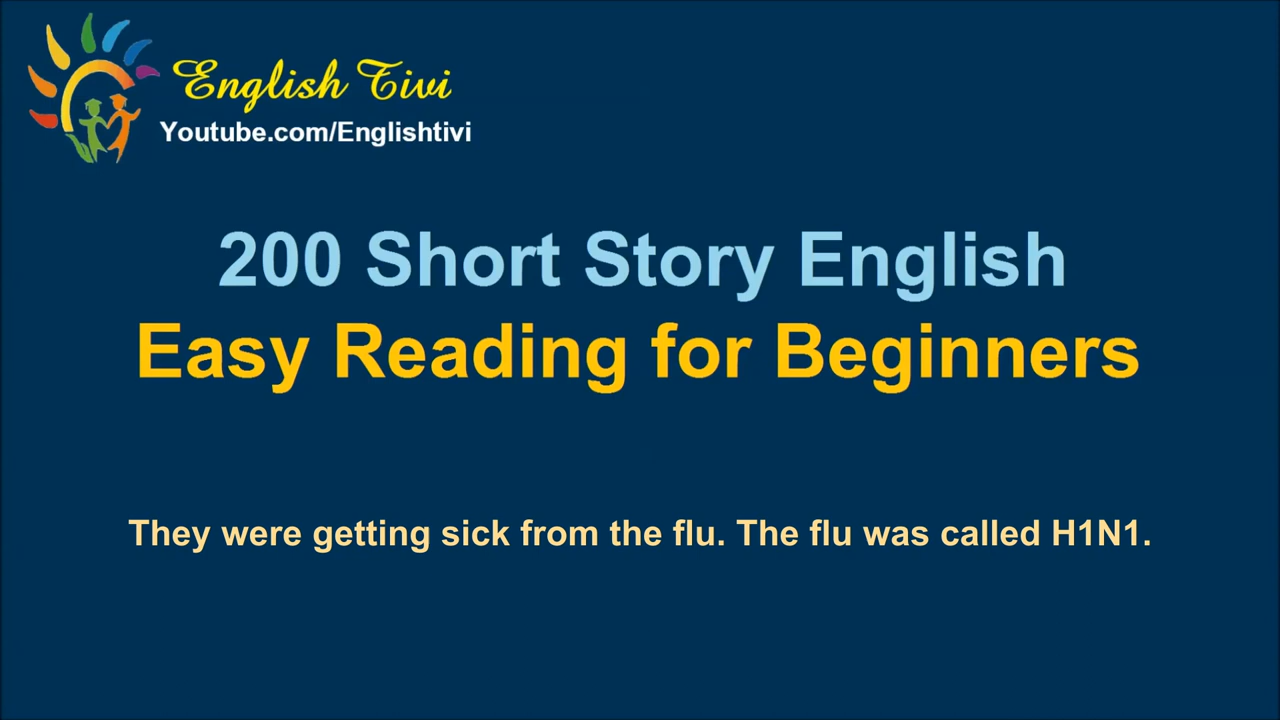 English Tivi
Youtube.com/Englishtivi
200 Short Story English
Easy Reading for Beginners
They were getting sick from the flu. The flu was called H1N1.